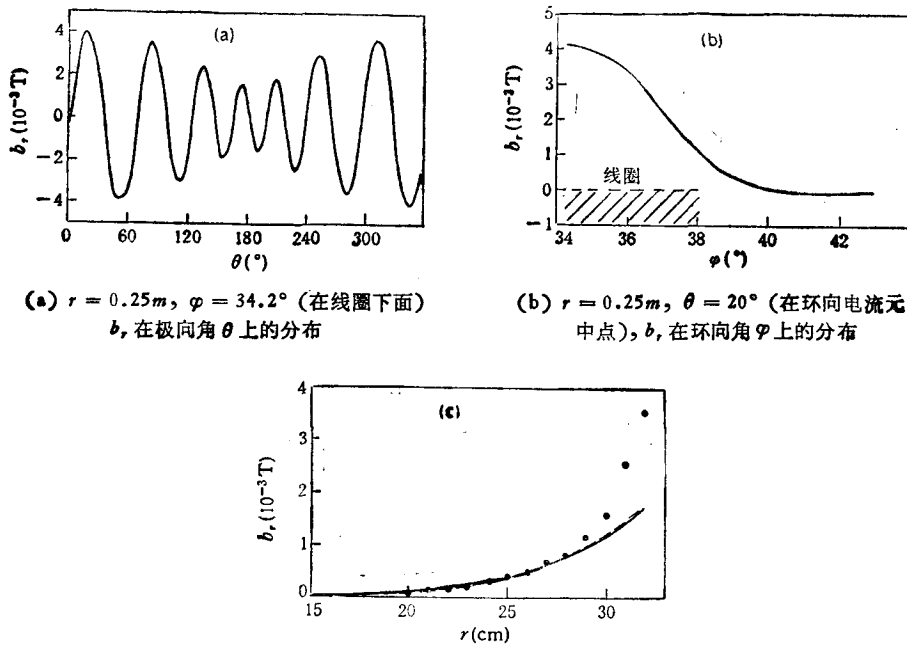 (a)
4
2
0
−2
−4
b_r (10⁻³T)
0 60 120 180 240 300
θ(°)
(b)
5
4
3
2
1
0
−1
b_r (10⁻³T)
线圈
34 36 38 40 42
φ(°)
(a) r = 0.25m, φ = 34.2° (在线圈下面)
b_r 在极向角 θ 上的分布
(b) r = 0.25m, θ = 20° (在环向电流元
中点), b_r 在环向角 φ 上的分布
(c)
4
3
2
1
0
b_r (10⁻³T)
15 20 25 30
r(cm)